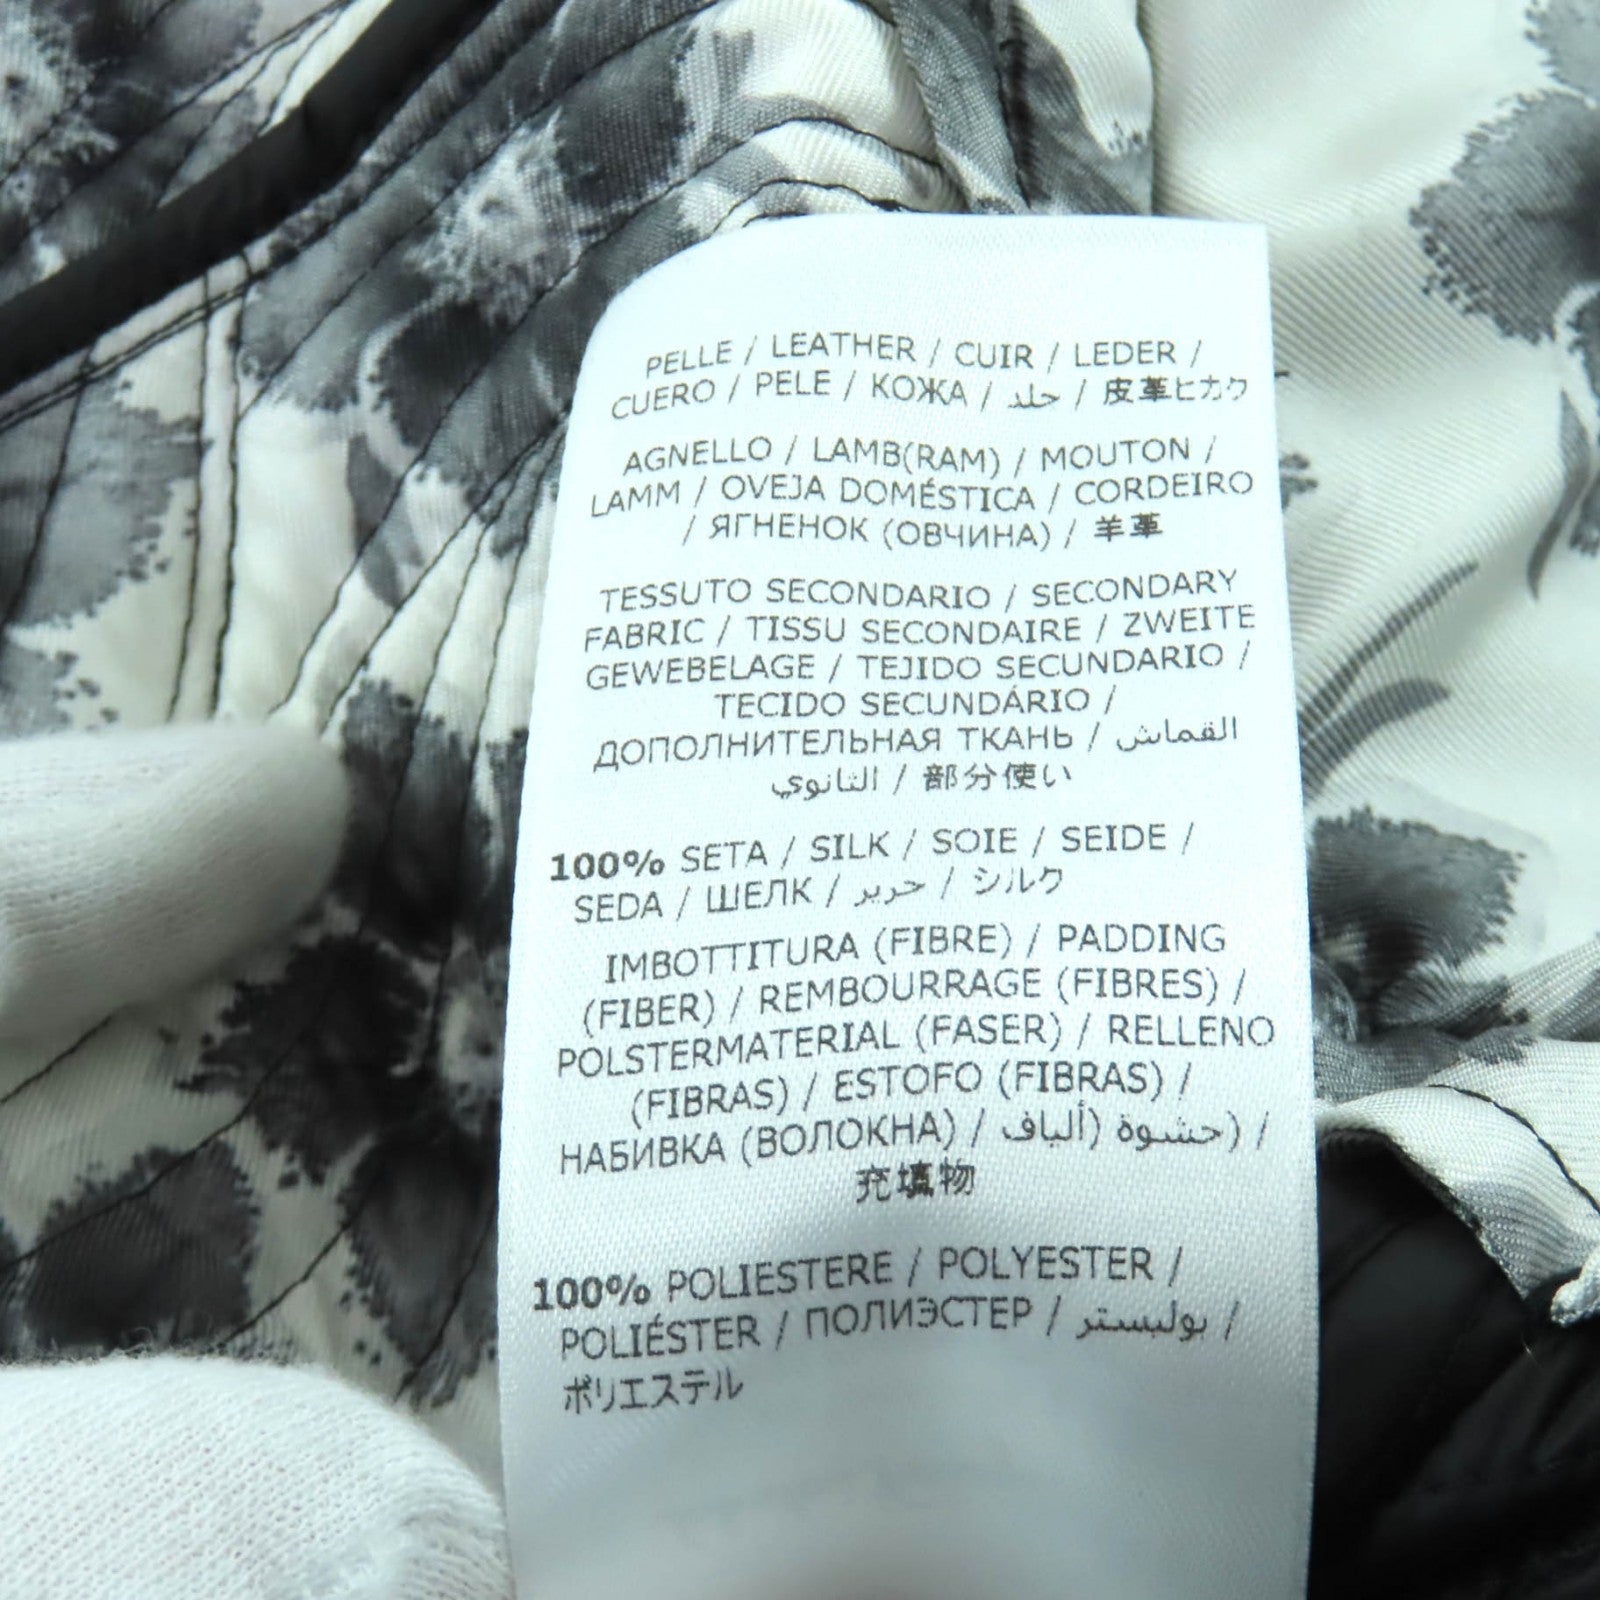 PELLE / LEATHER / CUIR / LEDER /
CUERO / PELE / КОЖА / جلد / 皮革ヒカク
AGNELLO / LAMB(RAM) / MOUTON /
LAMM / OVEJA DOMÉSTICA / CORDEIRO
/ ЯГНЕНОК (ОВЧИНА) / 羊革
TESSUTO SECONDARIO / SECONDARY
FABRIC / TISSU SECONDAIRE / ZWEITE
GEWEBELAGE / TEJIDO SECUNDARIO /
TECIDO SECUNDÁRIO /
ДОПОЛНИТЕЛЬНАЯ ТКАНЬ / القماش
الثانوي / 部分使い
100% SETA / SILK / SOIE / SEIDE /
SEDA / ШЕЛК / حرير / シルク
IMBOTTITURA (FIBRE) / PADDING
(FIBER) / REMBOURRAGE (FIBRES) /
POLSTERMATERIAL (FASER) / RELLENO
(FIBRAS) / ESTOFO (FIBRAS) /
НАБИВКА (ВОЛОКНА) / حشوة (ألياف) /
充填物
100% POLIESTERE / POLYESTER /
POLIÉSTER / ПОЛИЭСТЕР / بوليستر /
ポリエステル